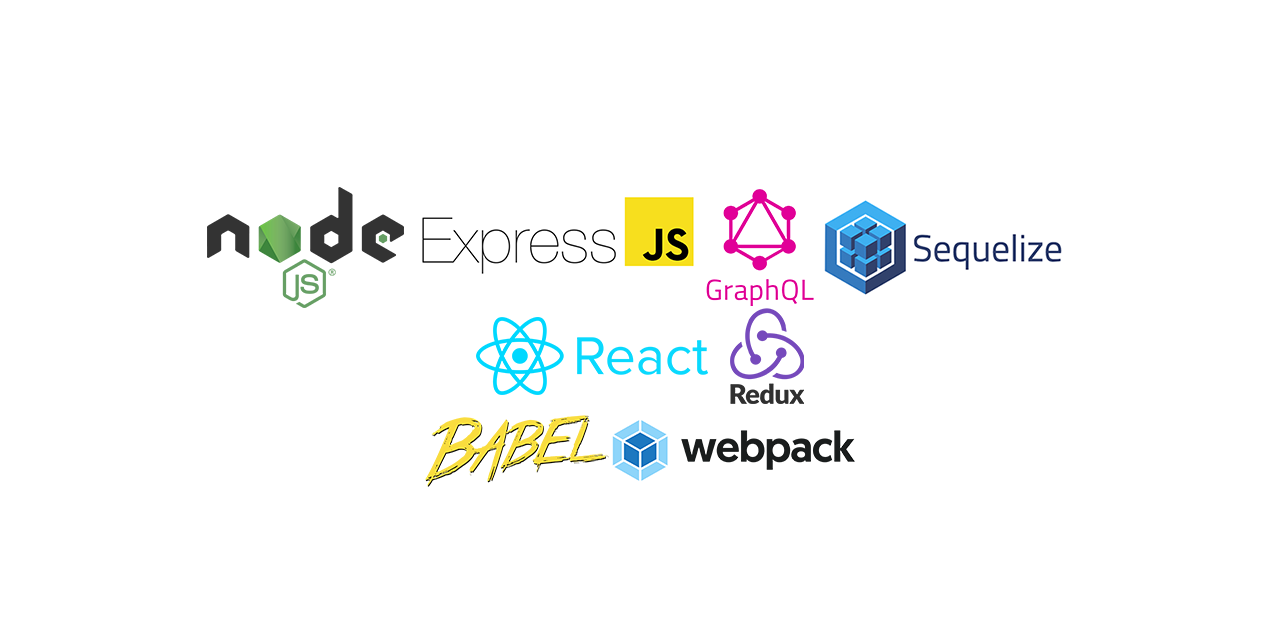 node
JS ®
Express
JS
GraphQL
Sequelize
React
Redux
BABEL
webpack